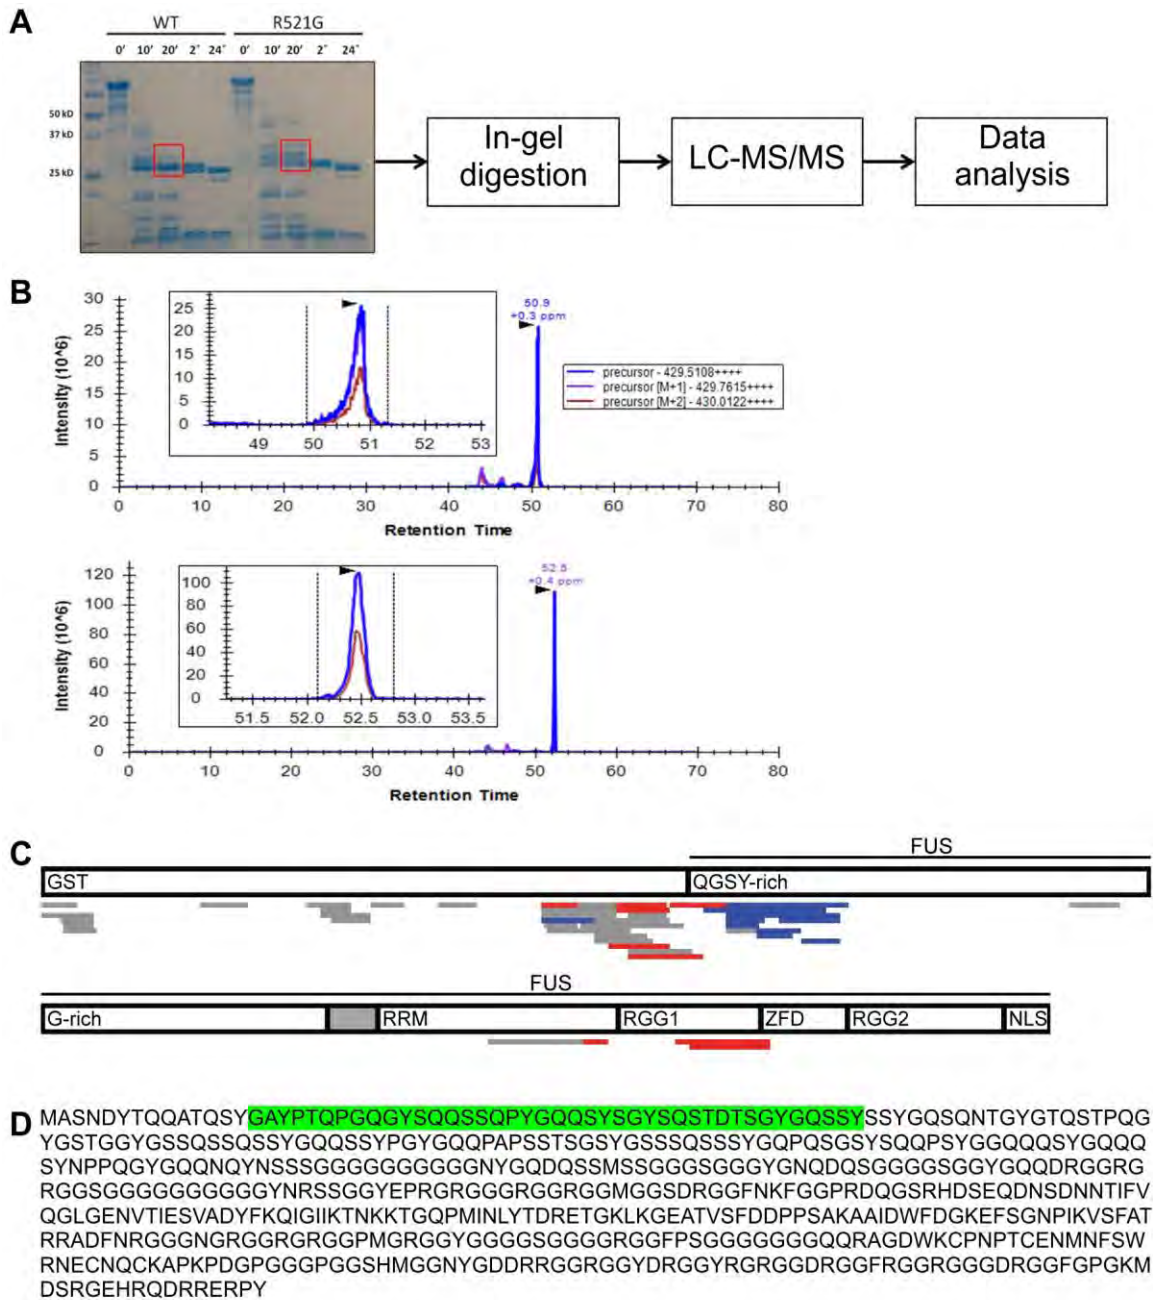 A
WT R521G
0' 10' 20' 2˚ 24˚ 0' 10' 20' 2˚ 24˚
50 kD
37 kD
25 kD
In-gel digestion
LC-MS/MS
Data analysis
B
30
25
20
15
10
5
0
Intensity (10^6)
25
20
15
10
5
0
49 50 51 52 53
50.9
+0.3 ppm
precursor - 429.5108++++
precursor [M+1] - 429.7615++++
precursor [M+2] - 430.0122++++
0 10 20 30 40 50 60 70 80
Retention Time
120
100
80
60
40
20
0
Intensity (10^6)
100
80
60
40
20
0
51.5 52.0 52.5 53.0 53.5
52.5
+0.4 ppm
0 10 20 30 40 50 60 70 80
Retention Time
C
FUS
GST QGSY-rich
FUS
G-rich RRM RGG1 ZFD RGG2 NLS
D
MASNDYTQQATQSYGAYPTQPGQGYSQQSSQPYGQQSYSGYSQSTDTSGYGQSSYSSYGQSQNTGYGTQSTPQG
YGSTGGYGSSQSSQSSYGQQSSYPGYGQQPAPSSTSGSYGSSSQSSSYGQPQSGSYSQQPSYGGQQQSYGQQQ
SYNPPQGYGQQNQYNSSSGGGGGGGGGGNYGQDQSSMSSGGGSGGGYGNQDQSGGGGSGGYGQQDRGGRG
RGGSGGGGGGGGGGYNRSSGGYEPRGRGGGRGGRGGMGGSDRGGFNKFGGPRDQGSRHDSEQDNSDNNTIFV
QGLGENVTIESVADYFKQIGIIKTNKKTGQPMINLYTDRETGKLKGEATVSFDDPPSAKAAIDWFDGKEFSGNPIKVSFAT
RRADFNRGGGNGRGGRGRGGPMGRGGYGGGGSGGGGRGGFPSGGGGGGGQQRAGDWKCPNPTCENMNFSW
RNECNQCKAPKPDGPGGGPGGSHMGGNYGDDRRGGRGGYDRGGYRGRGGDRGGFRGGRGGGDRGGFGPGKM
DSRGEHRQDRRERPY